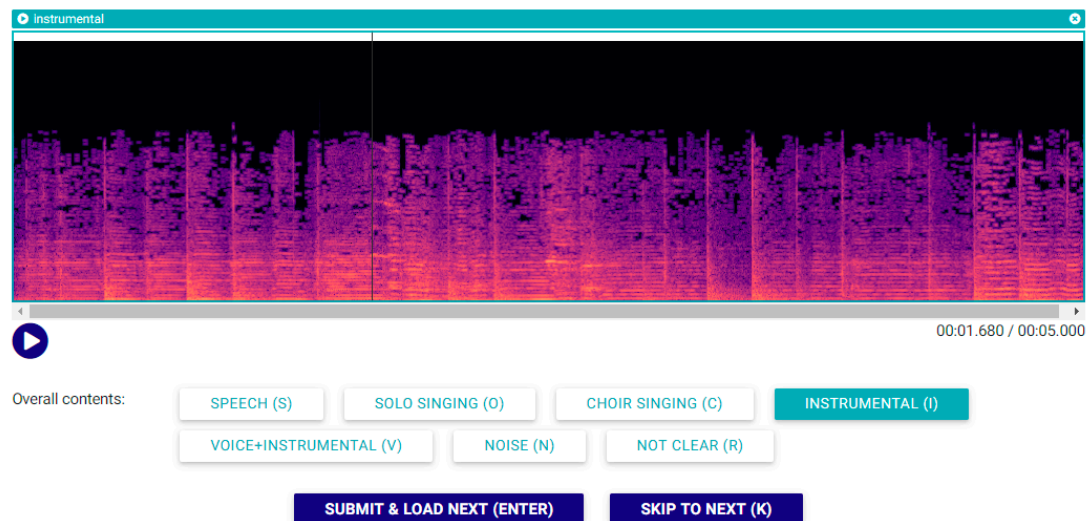 Instrumental
00:01.680 / 00:05.000
Overall contents:
SPEECH (S)
SOLO SINGING (O)
CHOIR SINGING (C)
INSTRUMENTAL (I)
VOICE+INSTRUMENTAL (V)
NOISE (N)
NOT CLEAR (R)
SUBMIT & LOAD NEXT (ENTER)
SKIP TO NEXT (K)